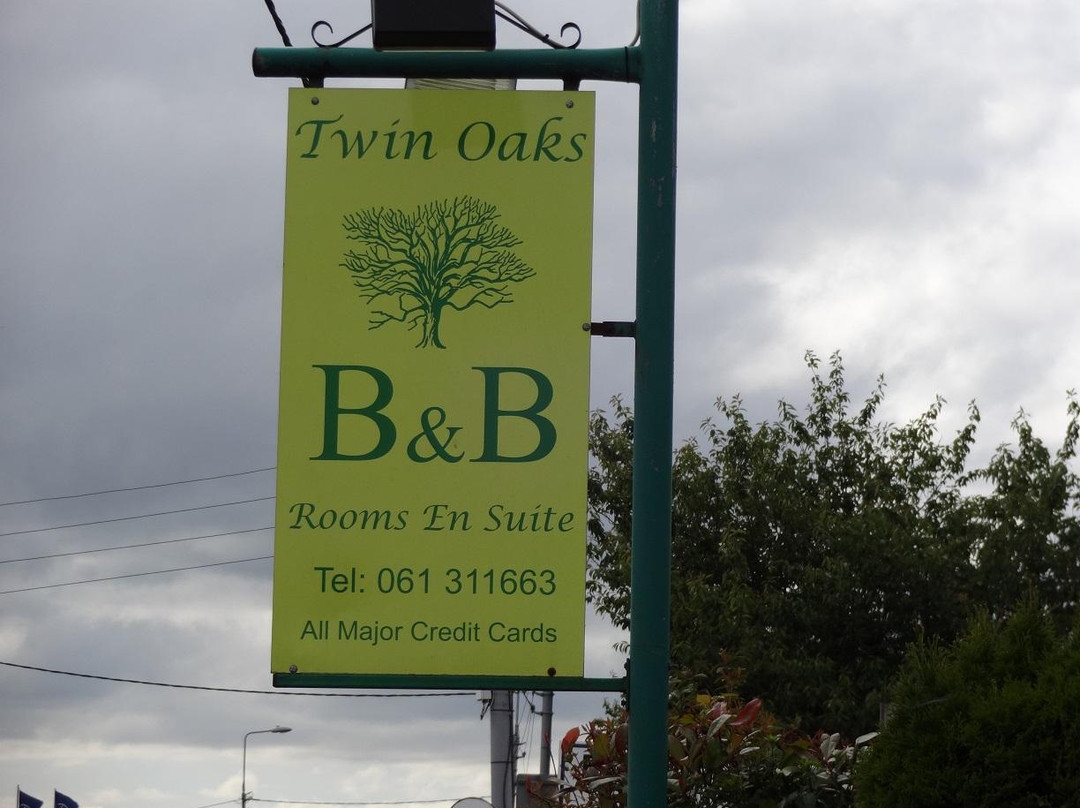 Twin Oaks
B&B
Rooms En Suite
Tel: 061 311663
All Major Credit Cards